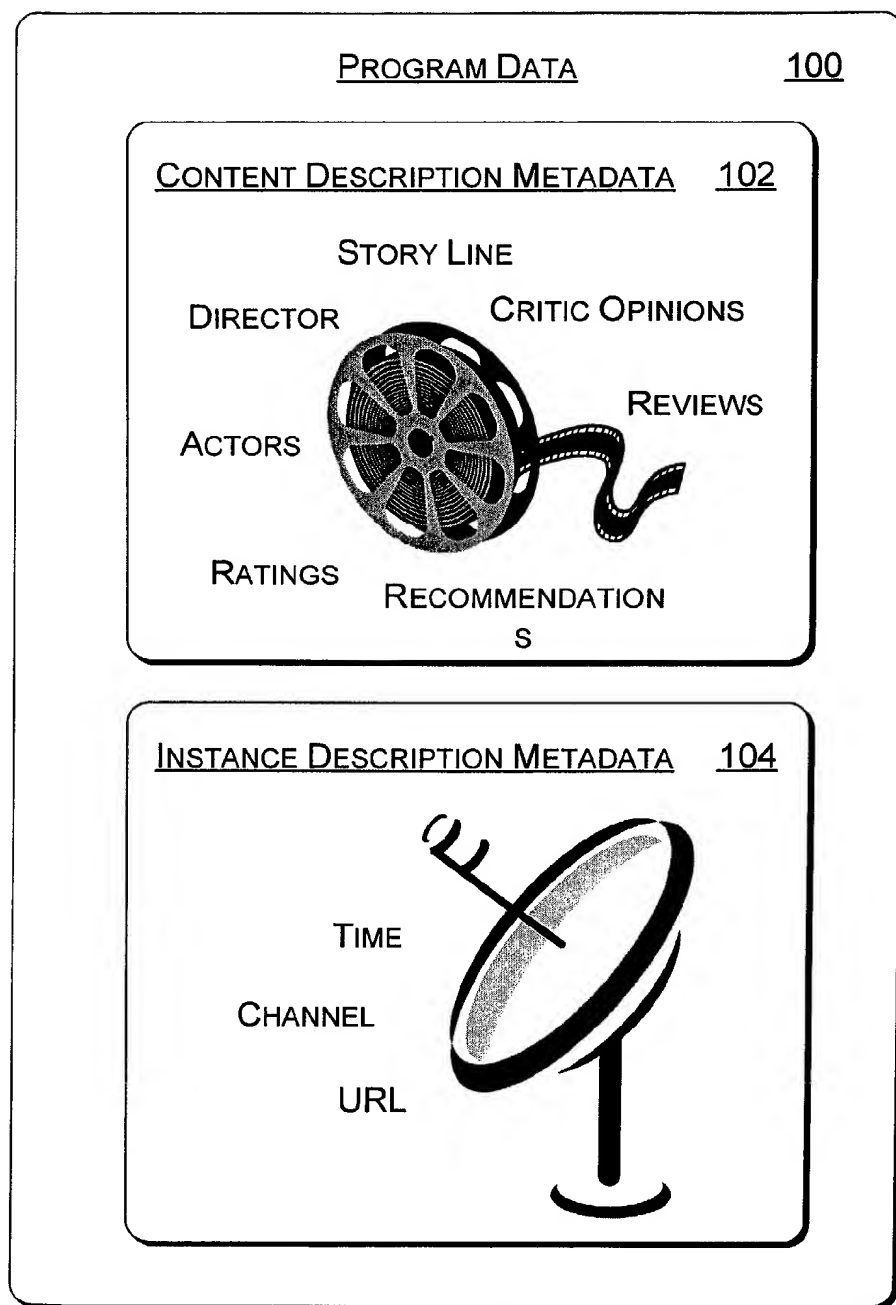 PROGRAM DATA 100
CONTENT DESCRIPTION METADATA 102
STORY LINE
DIRECTOR
CRITIC OPINIONS
REVIEWS
ACTORS
RATINGS
RECOMMENDATION
S
INSTANCE DESCRIPTION METADATA 104
TIME
CHANNEL
URL